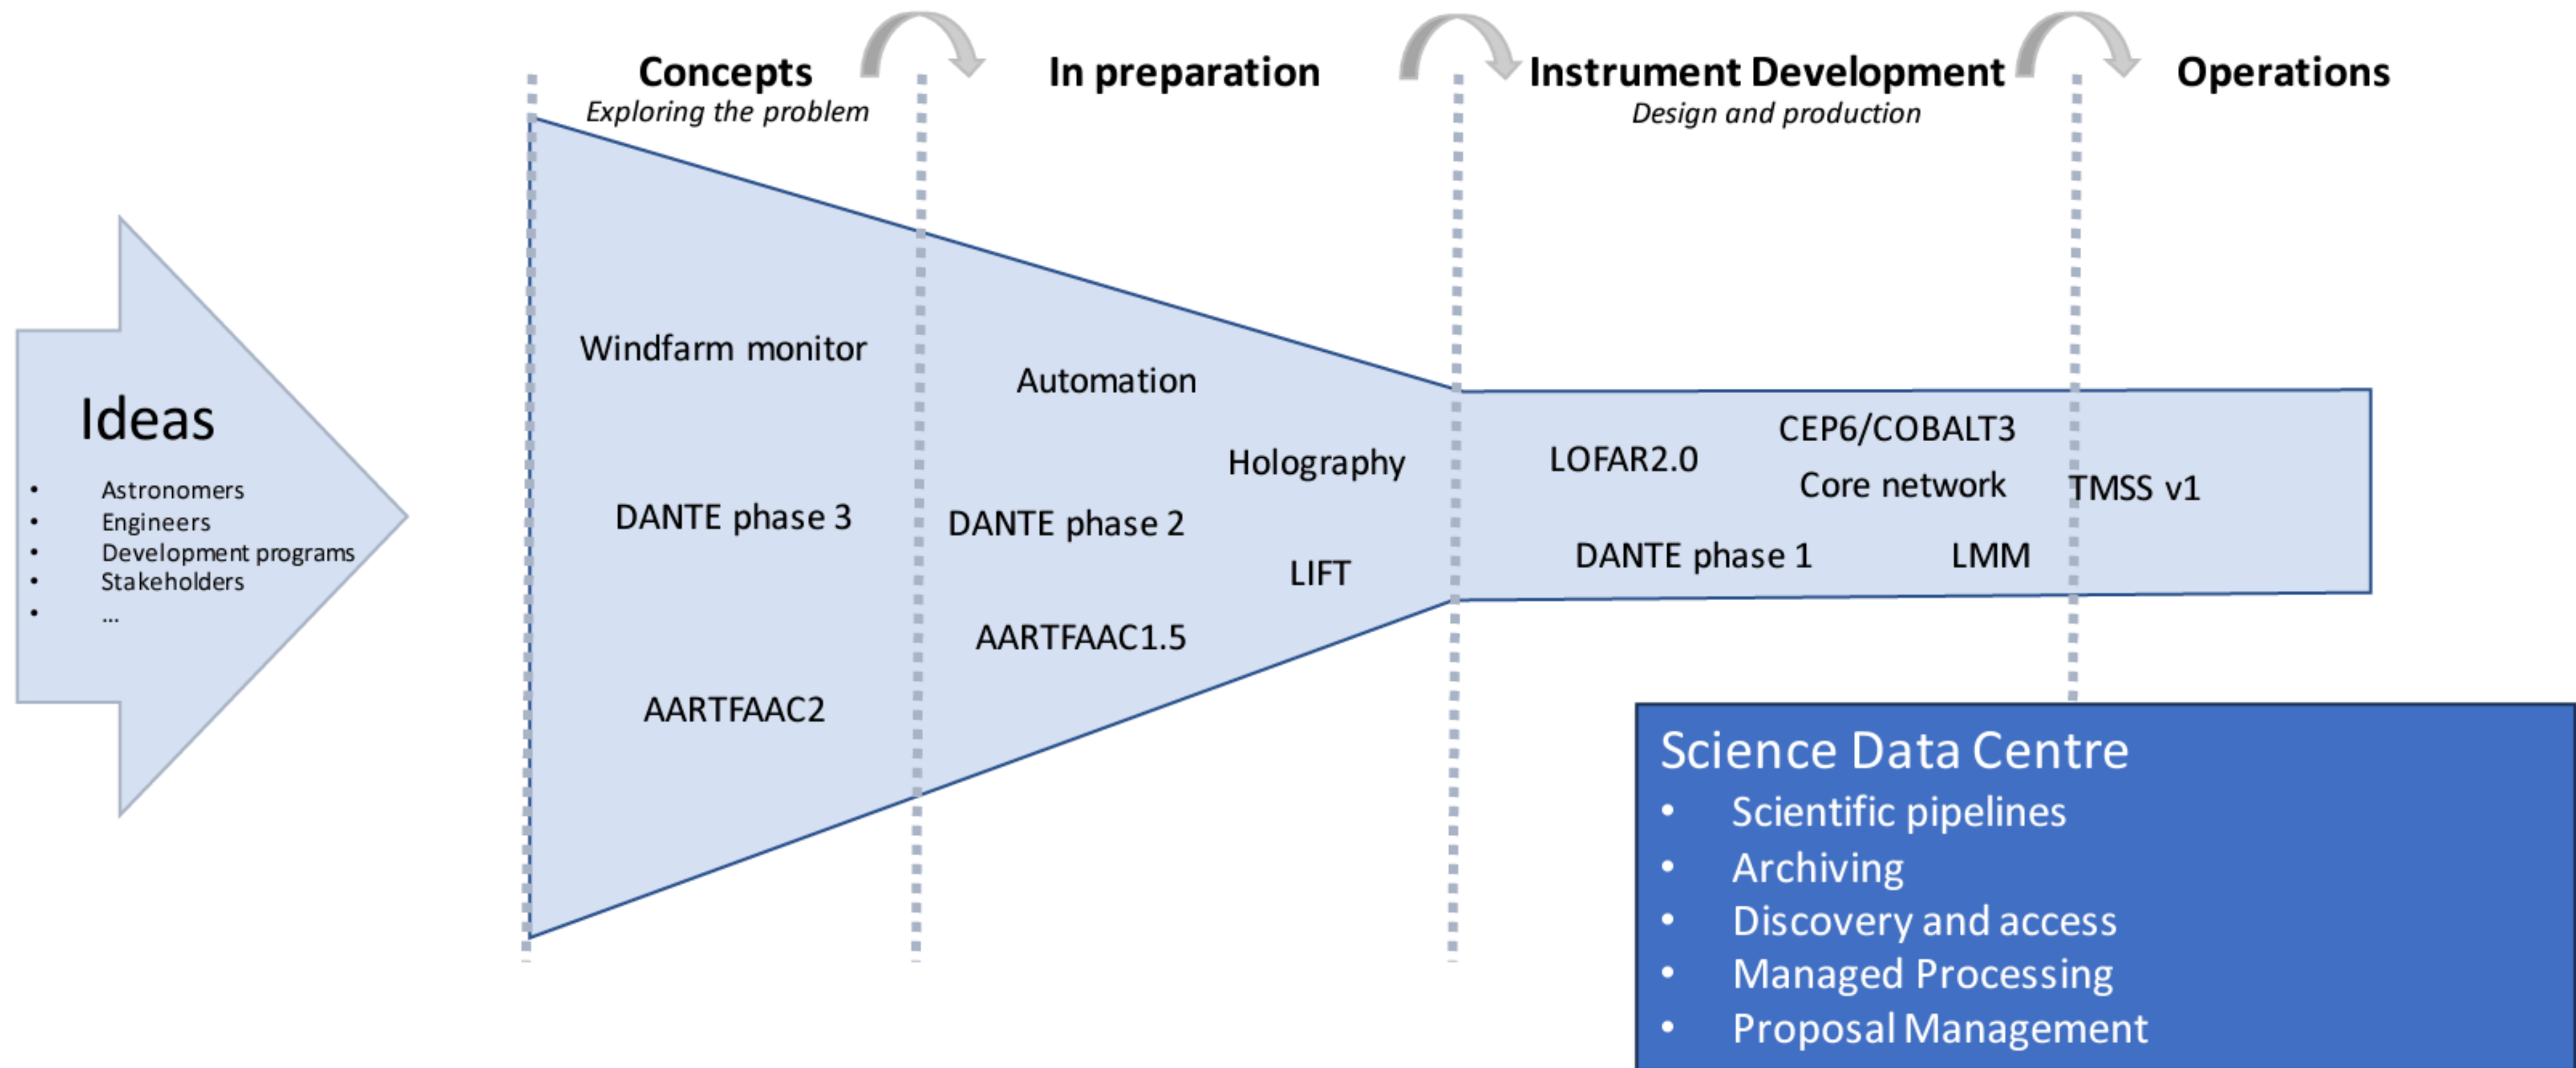 Concepts
Exploring the problem
In preparation
Instrument Development
Design and production
Operations
Ideas
• Astronomers
• Engineers
• Development programs
• Stakeholders
• ...
Windfarm monitor
DANTE phase 3
AARTFAAC2
Automation
Holography
DANTE phase 2
LIFT
AARTFAAC1.5
CEP6/COBALT3
LOFAR2.0
Core network
DANTE phase 1
LMM
TMSS v1
Science Data Centre
• Scientific pipelines
• Archiving
• Discovery and access
• Managed Processing
• Proposal Management